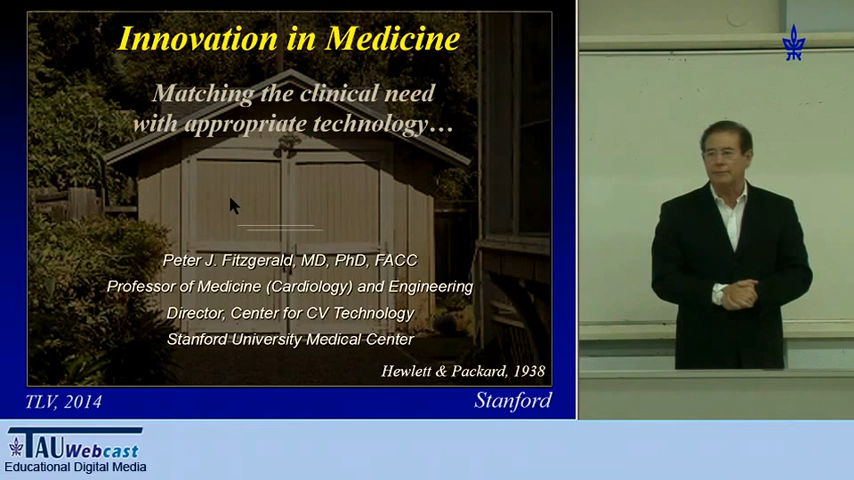 Innovation in Medicine
Matching the clinical need
with appropriate technology…
Peter J. Fitzgerald, MD, PhD, FACC
Professor of Medicine (Cardiology) and Engineering
Director, Center for CV Technology
Stanford University Medical Center
Hewlett & Packard, 1938
TLV, 2014
Stanford
TAU Webcast
Educational Digital Media